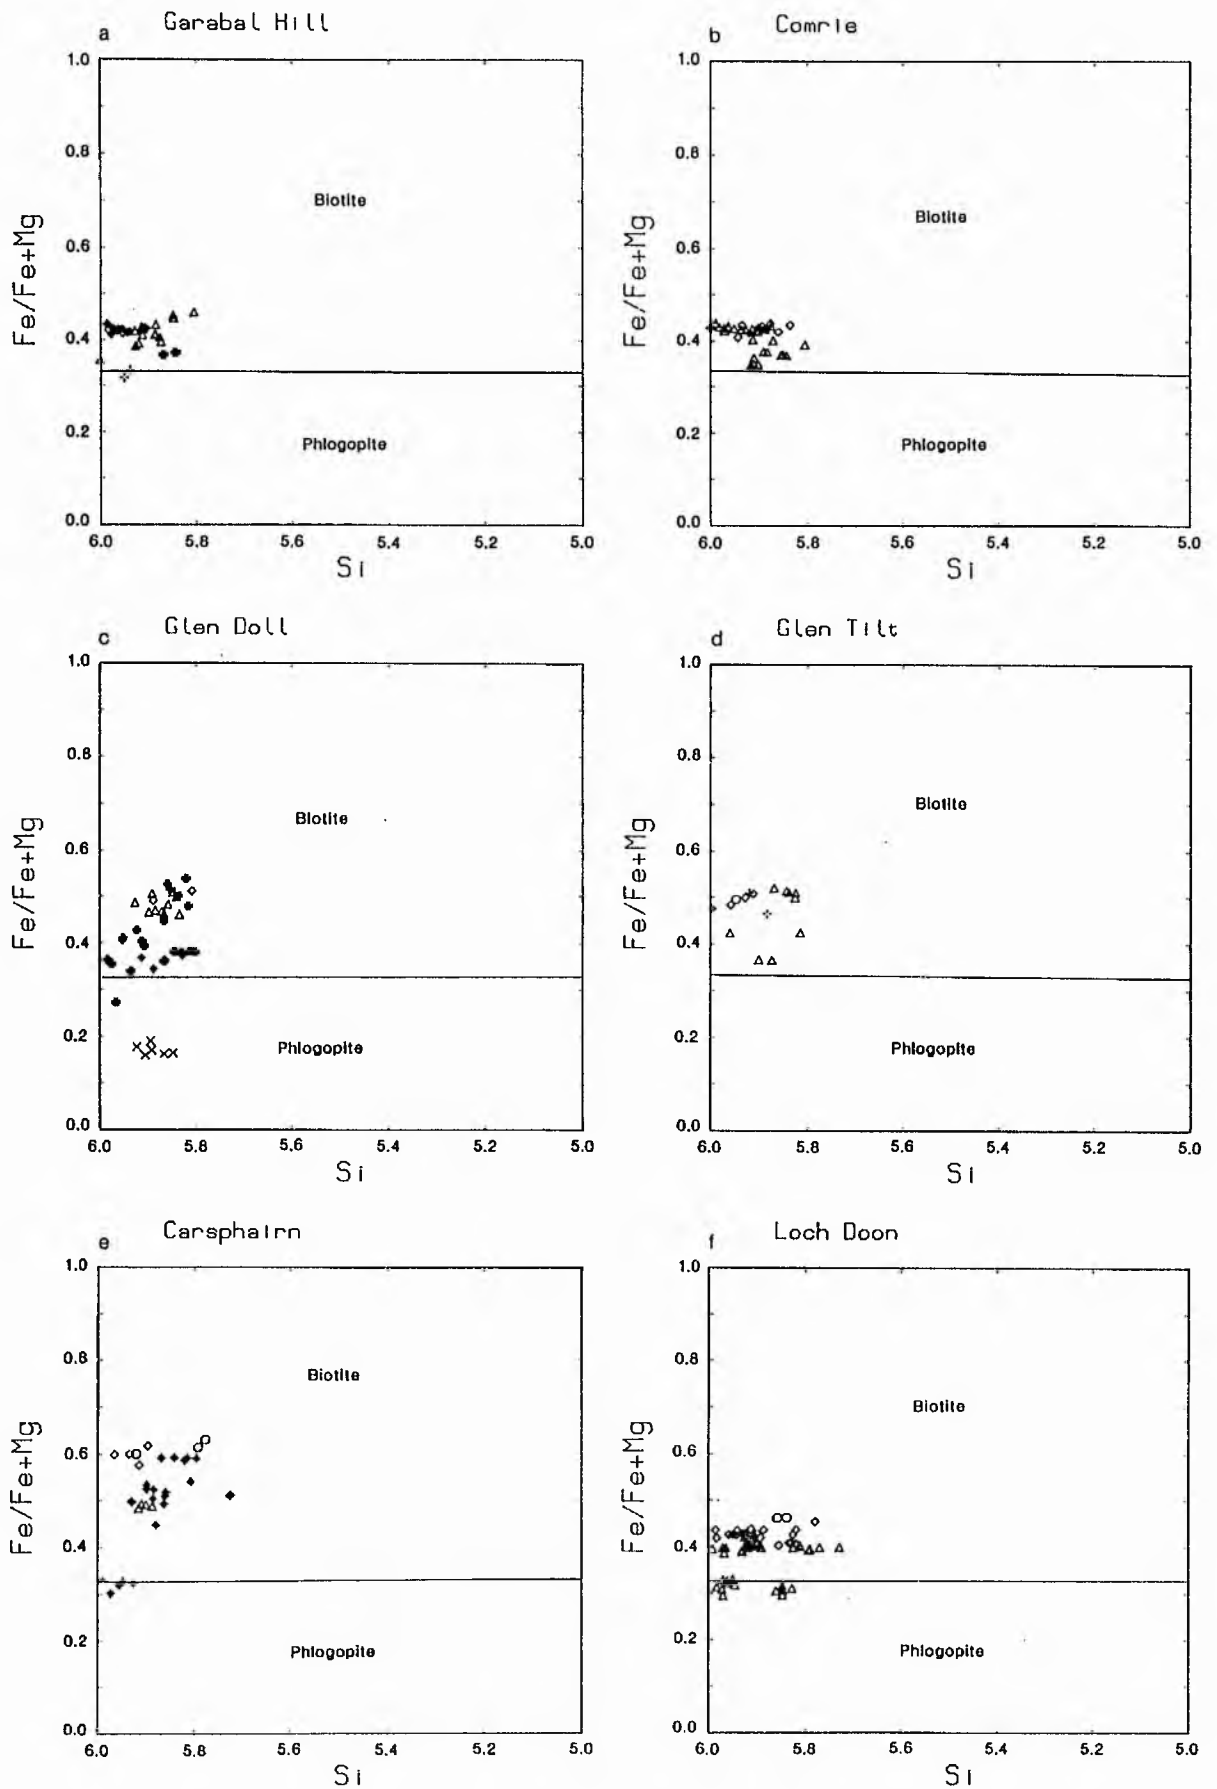 a Garabal Hill
1.0
0.8
0.6
0.4
0.2
0.0
Fe/Fe+Mg
Biotite
Phlogopite
6.0 5.8 5.6 5.4 5.2 5.0
Si
b Comrie
1.0
0.8
0.6
0.4
0.2
0.0
Fe/Fe+Mg
Biotite
Phlogopite
6.0 5.8 5.6 5.4 5.2 5.0
Si
c Glen Doll
1.0
0.8
0.6
0.4
0.2
0.0
Fe/Fe+Mg
Biotite
Phlogopite
6.0 5.8 5.6 5.4 5.2 5.0
Si
d Glen Tilt
1.0
0.8
0.6
0.4
0.2
0.0
Fe/Fe+Mg
Biotite
Phlogopite
6.0 5.8 5.6 5.4 5.2 5.0
Si
e Carsphairn
1.0
0.8
0.6
0.4
0.2
0.0
Fe/Fe+Mg
Biotite
Phlogopite
6.0 5.8 5.6 5.4 5.2 5.0
Si
f Loch Doon
1.0
0.8
0.6
0.4
0.2
0.0
Fe/Fe+Mg
Biotite
Phlogopite
6.0 5.8 5.6 5.4 5.2 5.0
Si